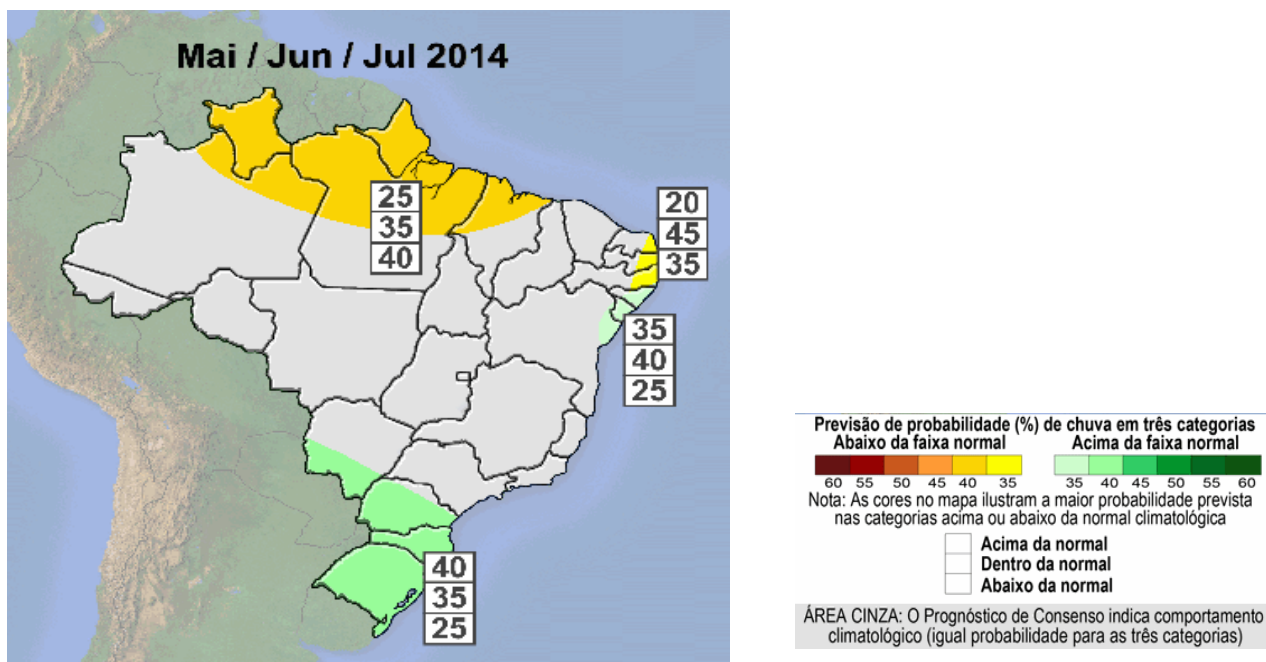 Mai / Jun / Jul 2014
25
35
40
20
45
35
35
40
25
40
35
25
Previsão de probabilidade (%) de chuva em três categorias
Abaixo da faixa normal Acima da faixa normal
60 55 50 45 40 35 35 40 45 50 55 60
Nota: As cores no mapa ilustram a maior probabilidade prevista
nas categorias acima ou abaixo da normal climatológica
Acima da normal
Dentro da normal
Abaixo da normal
ÁREA CINZA: O Prognóstico de Consenso indica comportamento
climatológico (igual probabilidade para as três categorias)